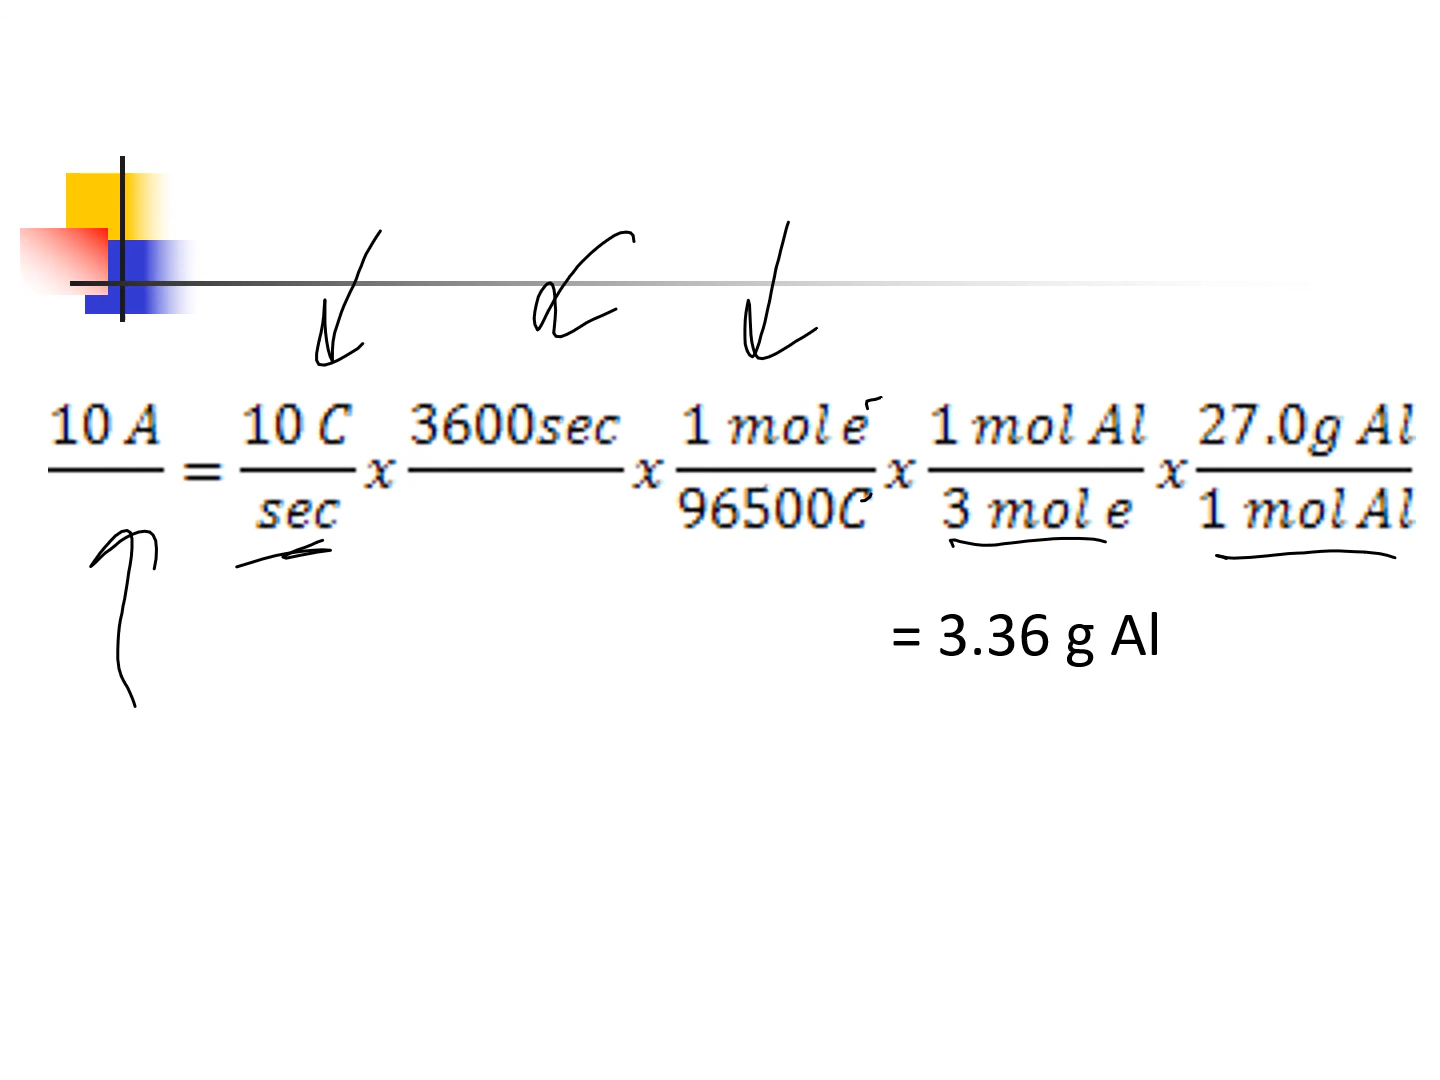 10 A / = 10 C / sec x 3600sec / x 1 mol e⁻ / 96500C x 1 mol Al / 3 mol e x 27.0g Al / 1 mol Al
= 3.36 g Al